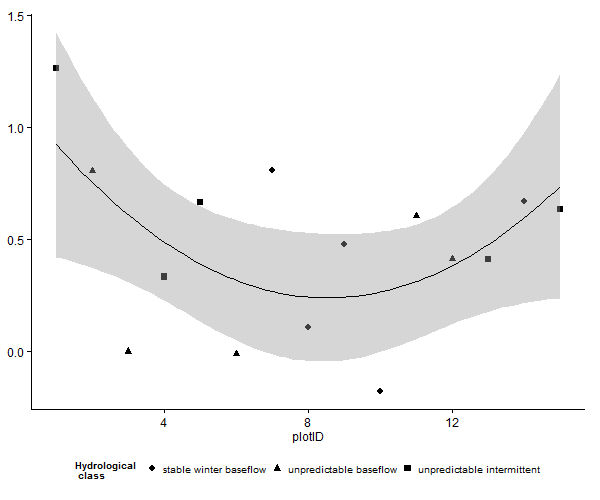 1.5
1.0
0.5
0.0
4 8 12
plotID
Hydrological class stable winter baseflow unpredictable baseflow unpredictable intermittent